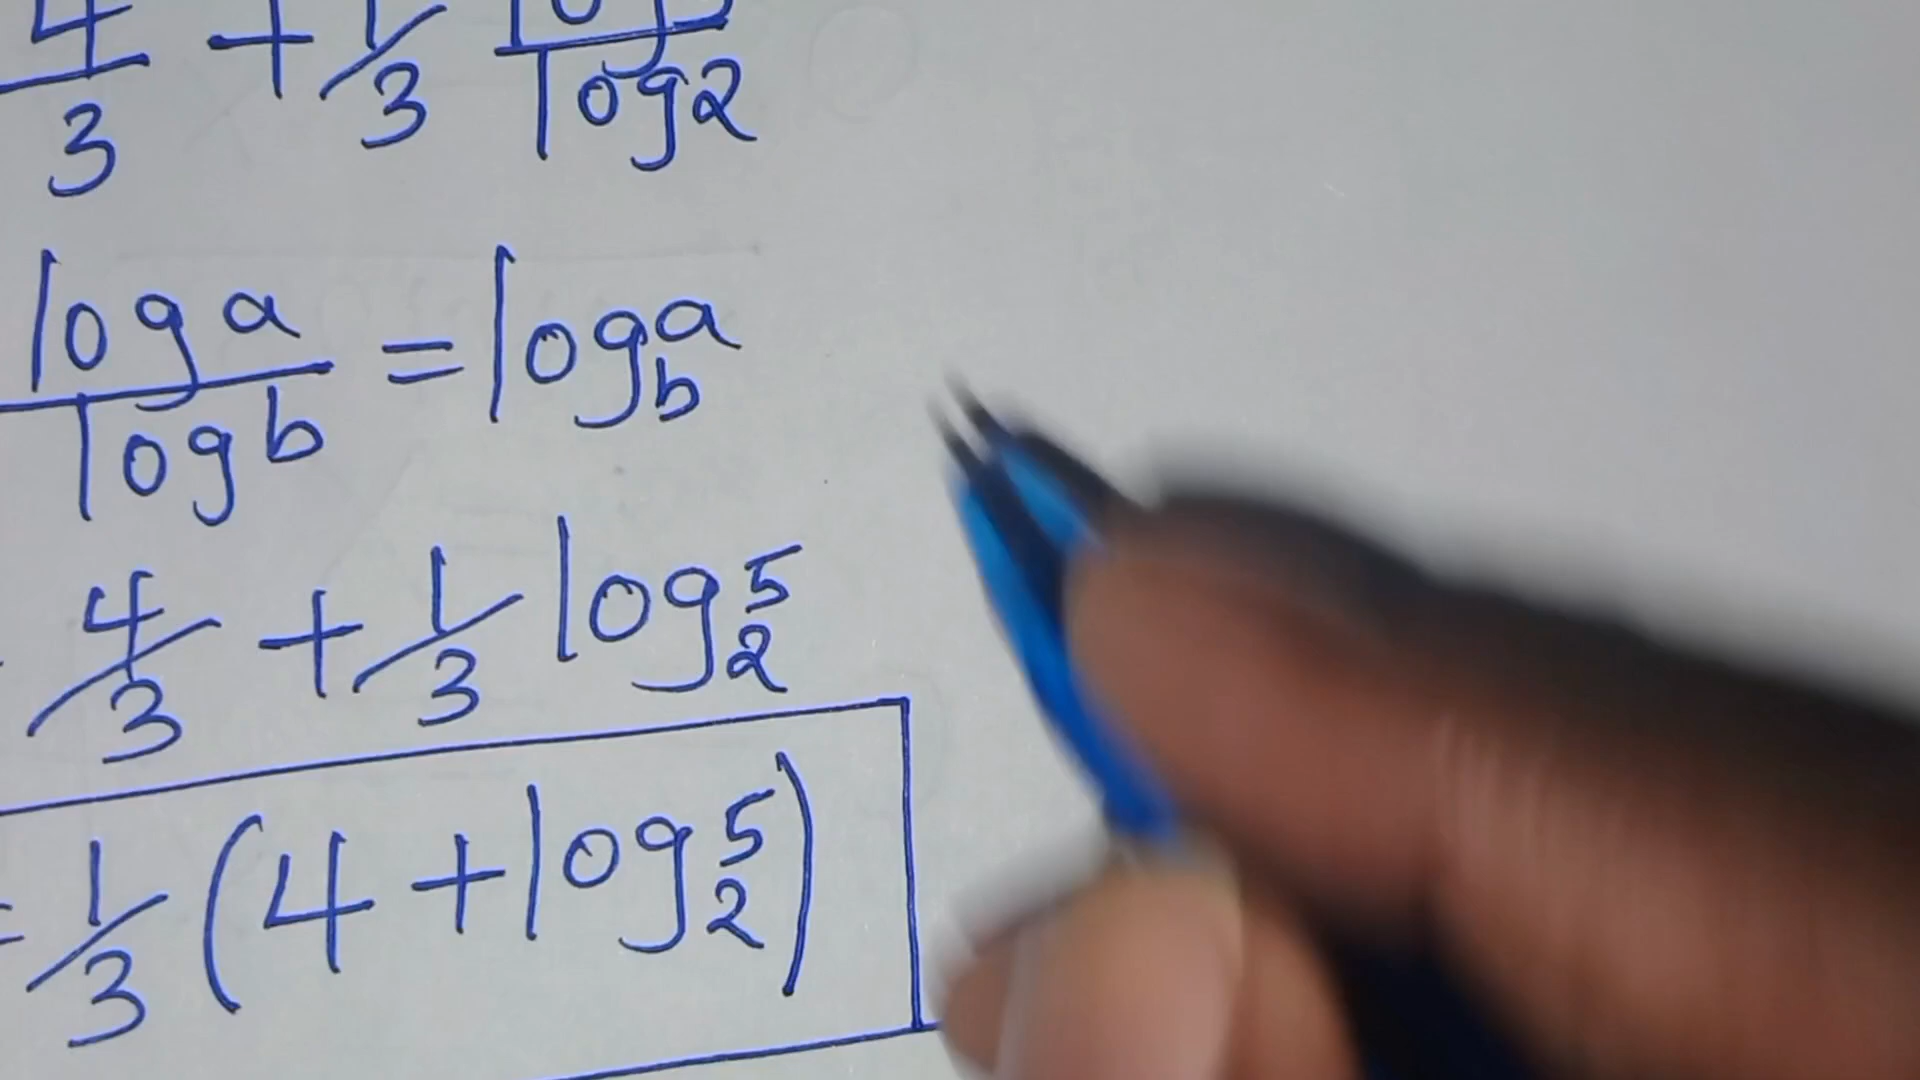 4/3 + 1/3 log5/log2
log a/log b = log_b^a
4/3 + 1/3 log_2^5
= 1/3 (4 + log_2^5)